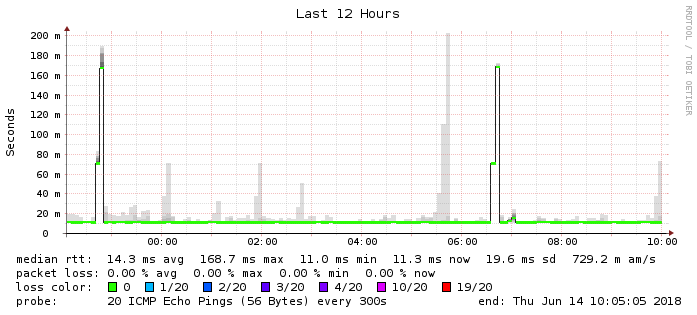 Last 12 Hours
RRDTOOL / TOBI OETIKER
Seconds
200 m
180 m
160 m
140 m
120 m
100 m
80 m
60 m
40 m
20 m
0
00:00 02:00 04:00 06:00 08:00 10:00
median rtt: 14.3 ms avg 168.7 ms max 11.0 ms min 11.3 ms now 19.6 ms sd 729.2 m am/s
packet loss: 0.00 % avg 0.00 % max 0.00 % min 0.00 % now
loss color: 0 1/20 2/20 3/20 4/20 10/20 19/20
probe: 20 ICMP Echo Pings (56 Bytes) every 300s end: Thu Jun 14 10:05:05 2018